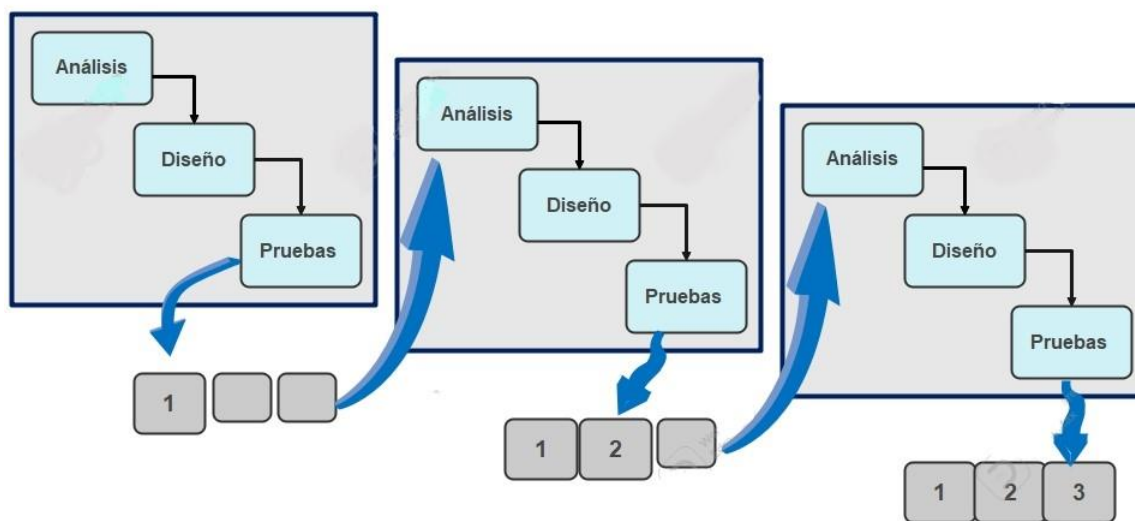 Análisis
Diseño
Pruebas
1
Análisis
Diseño
Pruebas
1 2
Análisis
Diseño
Pruebas
1 2 3